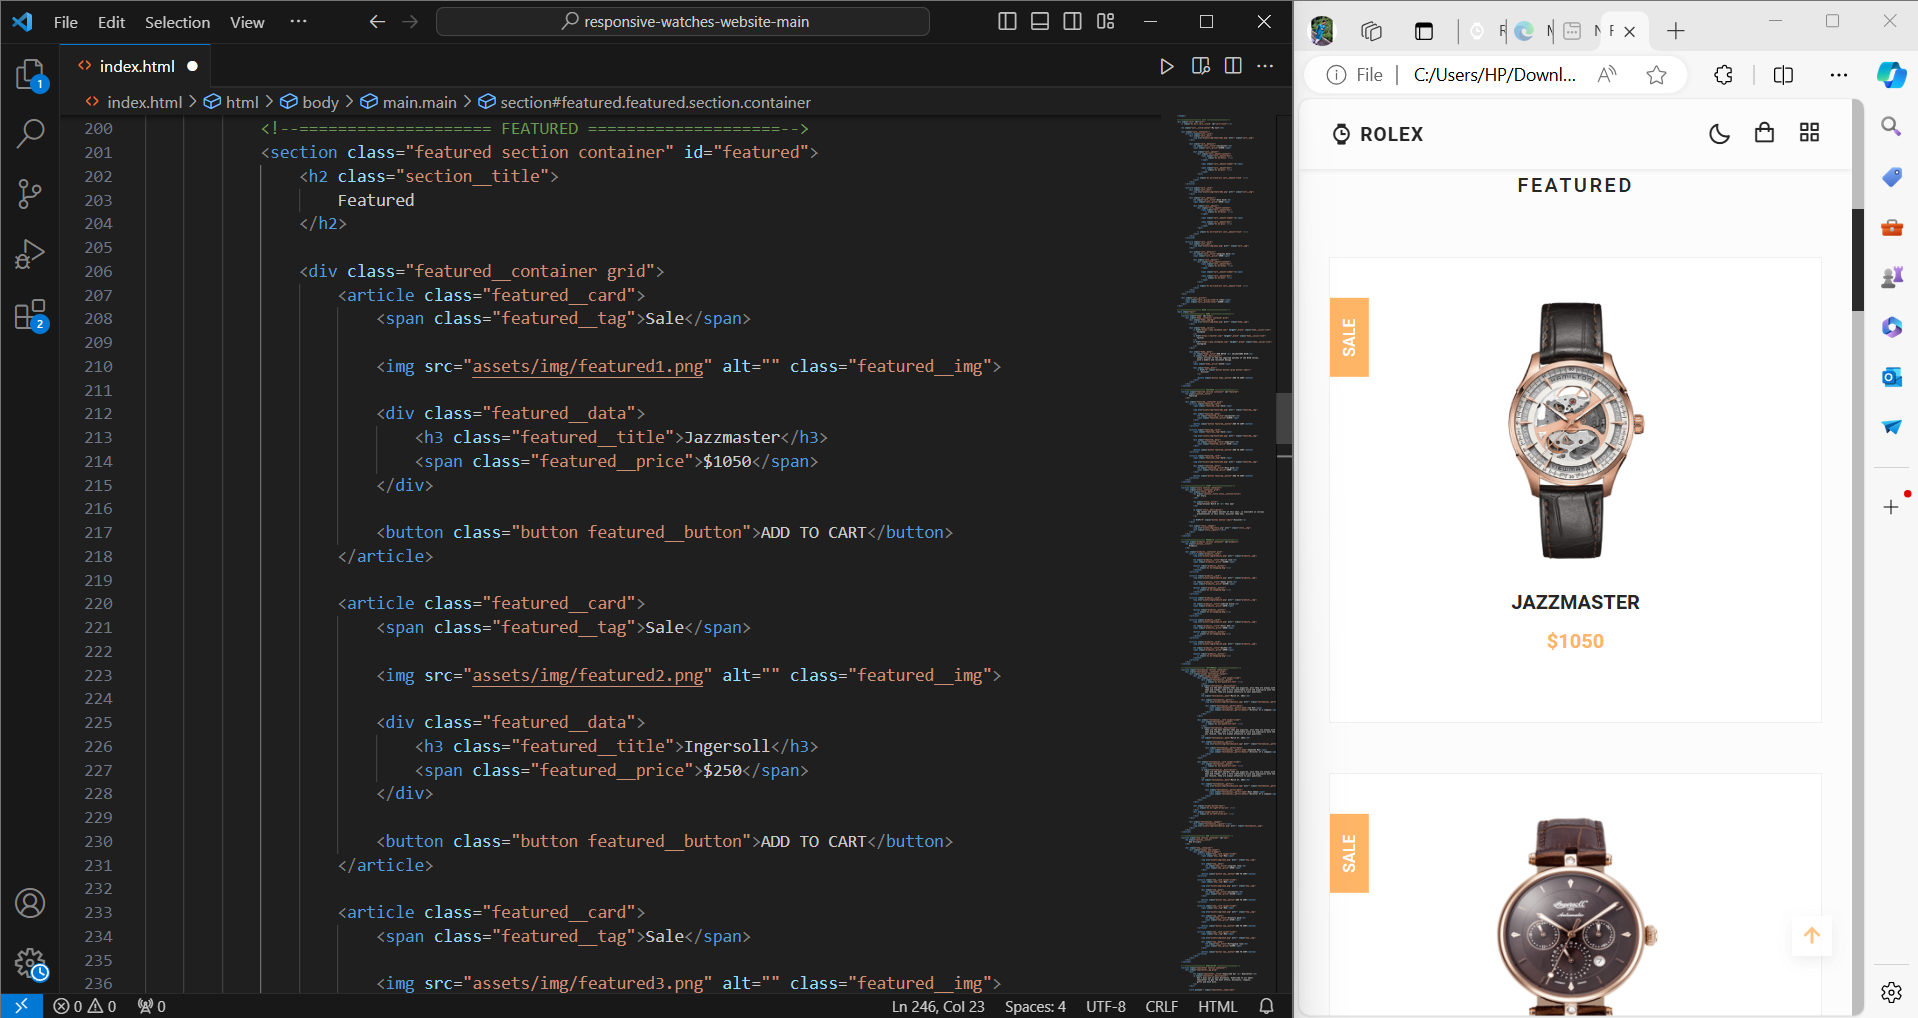 File Edit Selection View ··· responsive-watches-website-main
index.html
index.html > html > body > main.main > section#featured.featured.section.container
200 <!--==================== FEATURED ====================-->
201 <section class="featured section container" id="featured">
202 <h2 class="section__title">
203 Featured
204 </h2>
205
206 <div class="featured__container grid">
207 <article class="featured__card">
208 <span class="featured__tag">Sale</span>
209
210 <img src="assets/img/featured1.png" alt="" class="featured__img">
211
212 <div class="featured__data">
213 <h3 class="featured__title">Jazzmaster</h3>
214 <span class="featured__price">$1050</span>
215 </div>
216
217 <button class="button featured__button">ADD TO CART</button>
218 </article>
219
220 <article class="featured__card">
221 <span class="featured__tag">Sale</span>
222
223 <img src="assets/img/featured2.png" alt="" class="featured__img">
224
225 <div class="featured__data">
226 <h3 class="featured__title">Ingersoll</h3>
227 <span class="featured__price">$250</span>
228 </div>
229
230 <button class="button featured__button">ADD TO CART</button>
231 </article>
232
233 <article class="featured__card">
234 <span class="featured__tag">Sale</span>
235
236 <img src="assets/img/featured3.png" alt="" class="featured__img">
1
2
0 0 0 Ln 246, Col 23 Spaces: 4 UTF-8 CRLF HTML
File | C:/Users/HP/Downl...
ROLEX
FEATURED
SALE
HAMILTON
JAZZMASTER
$1050
SALE
Ingersoll